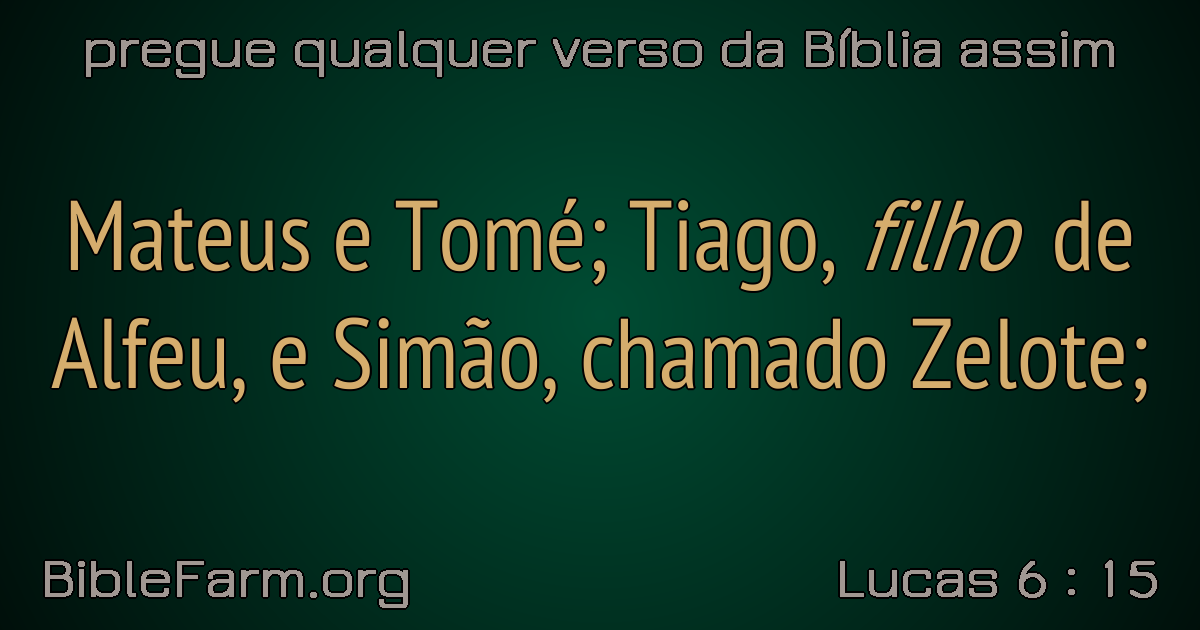 pregue qualquer verso da Bíblia assim
Mateus e Tomé; Tiago, filho de
Alfeu, e Simão, chamado Zelote;
BibleFarm.org
Lucas 6 : 15